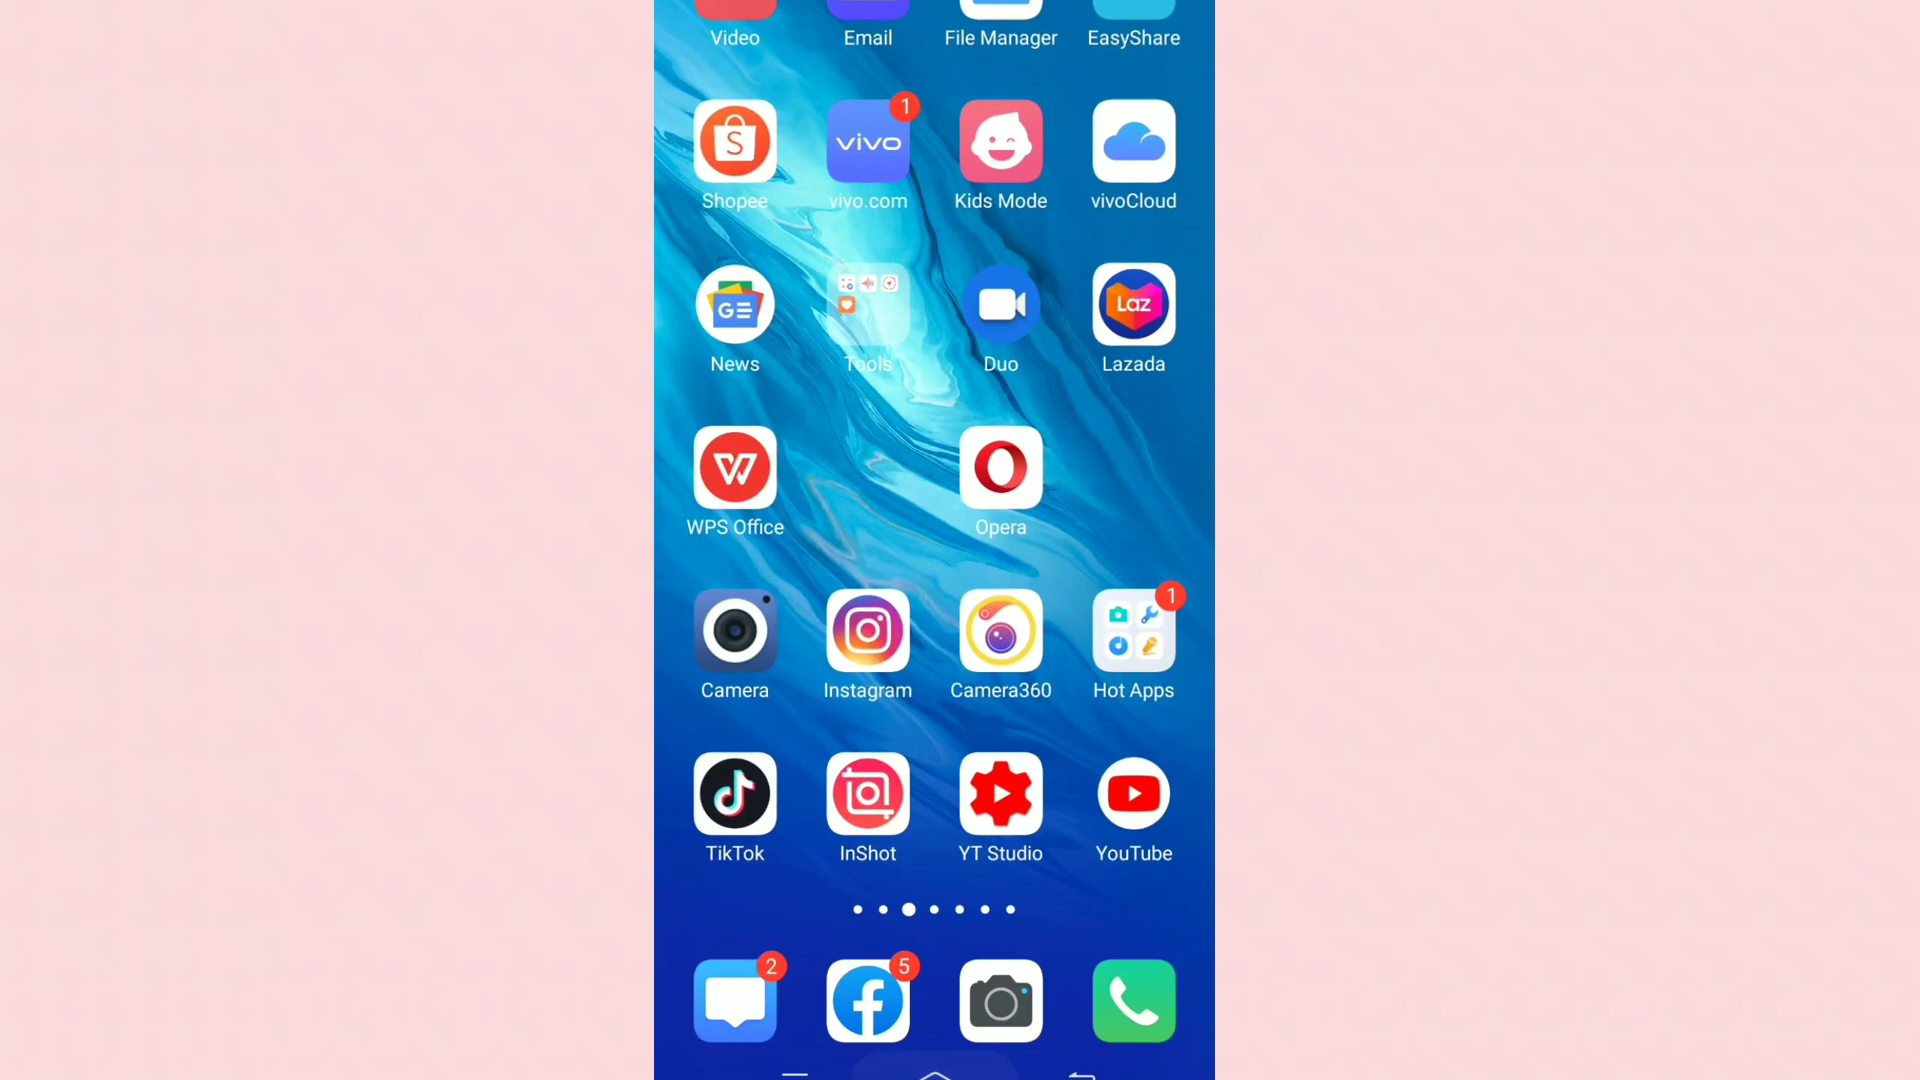 Video Email File Manager EasyShare
1
S vivo
Shopee vivo.com Kids Mode vivoCloud
GE Laz
News Tools Duo Lazada
W
WPS Office Opera
1
Camera Instagram Camera360 Hot Apps
TikTok InShot YT Studio YouTube
2 5